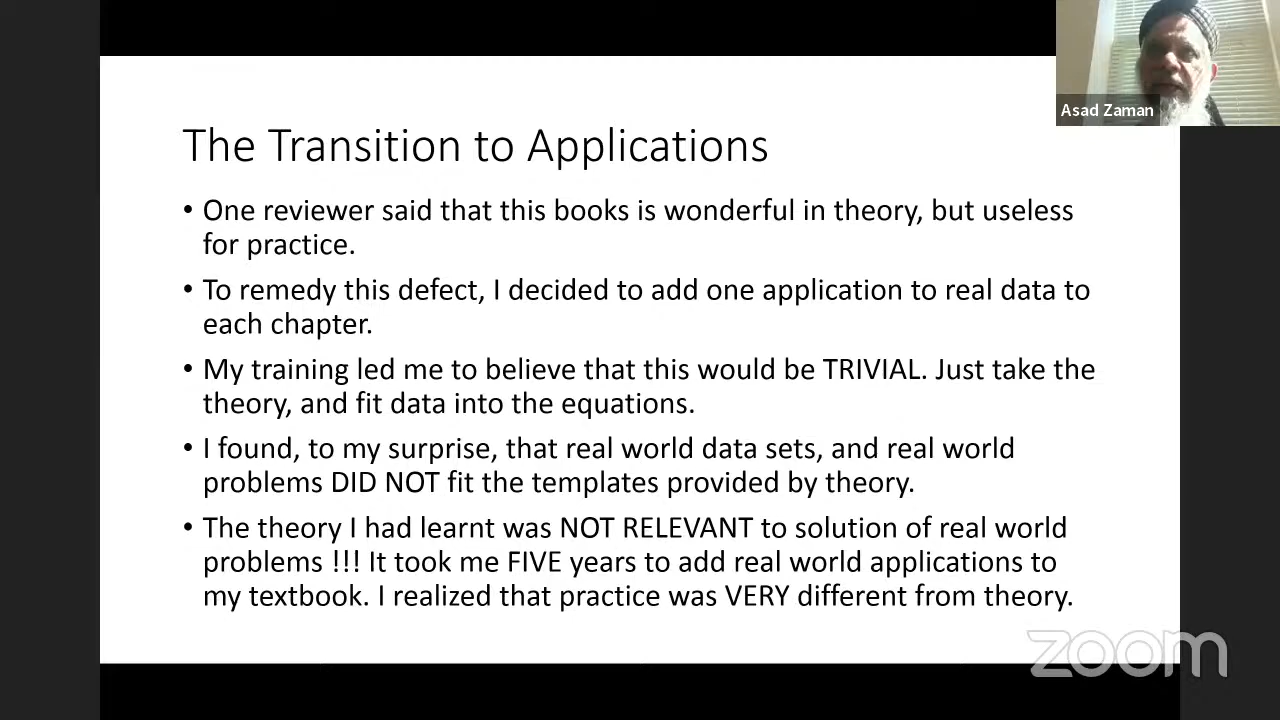 Asad Zaman
The Transition to Applications
• One reviewer said that this books is wonderful in theory, but useless
for practice.
• To remedy this defect, I decided to add one application to real data to
each chapter.
• My training led me to believe that this would be TRIVIAL. Just take the
theory, and fit data into the equations.
• I found, to my surprise, that real world data sets, and real world
problems DID NOT fit the templates provided by theory.
• The theory I had learnt was NOT RELEVANT to solution of real world
problems !!! It took me FIVE years to add real world applications to
my textbook. I realized that practice was VERY different from theory.
zoom